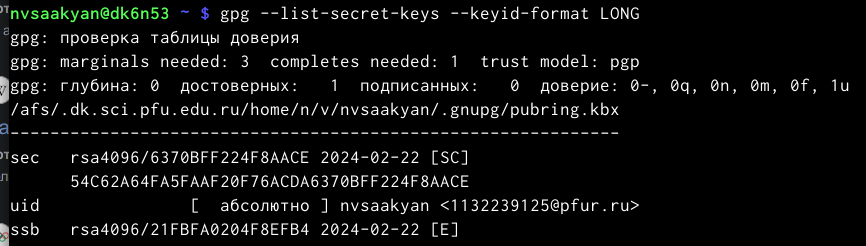 nvsaakyan@dk6n53 ~ $ gpg --list-secret-keys --keyid-format LONG
gpg: проверка таблицы доверия
gpg: marginals needed: 3  completes needed: 1  trust model: pgp
gpg: глубина: 0  достоверных:   1  подписанных:   0  доверие: 0-, 0q, 0n, 0m, 0f, 1u
/afs/.dk.sci.pfu.edu.ru/home/n/v/nvsaakyan/.gnupg/pubring.kbx
-------------------------------------------------------------
sec   rsa4096/6370BFF224F8AACE 2024-02-22 [SC]
      54C62A64FA5FAAF20F76ACDA6370BFF224F8AACE
uid               [  абсолютно ] nvsaakyan <1132239125@pfur.ru>
ssb   rsa4096/21FBFA0204F8EFB4 2024-02-22 [E]